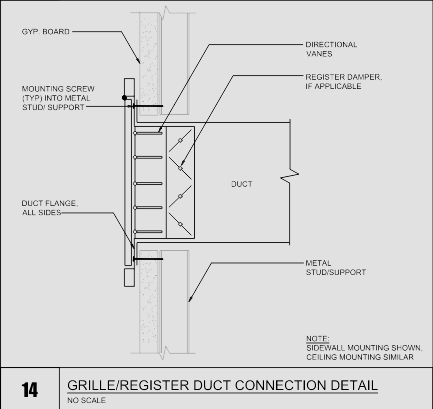 GYP. BOARD
DIRECTIONAL
VANES
REGISTER DAMPER,
IF APPLICABLE
MOUNTING SCREW
(TYP) INTO METAL
STUD/ SUPPORT
DUCT
DUCT FLANGE,
ALL SIDES
METAL
STUD/SUPPORT
NOTE:
SIDEWALL MOUNTING SHOWN,
CEILING MOUNTING SIMILAR
14
GRILLE/REGISTER DUCT CONNECTION DETAIL
NO SCALE